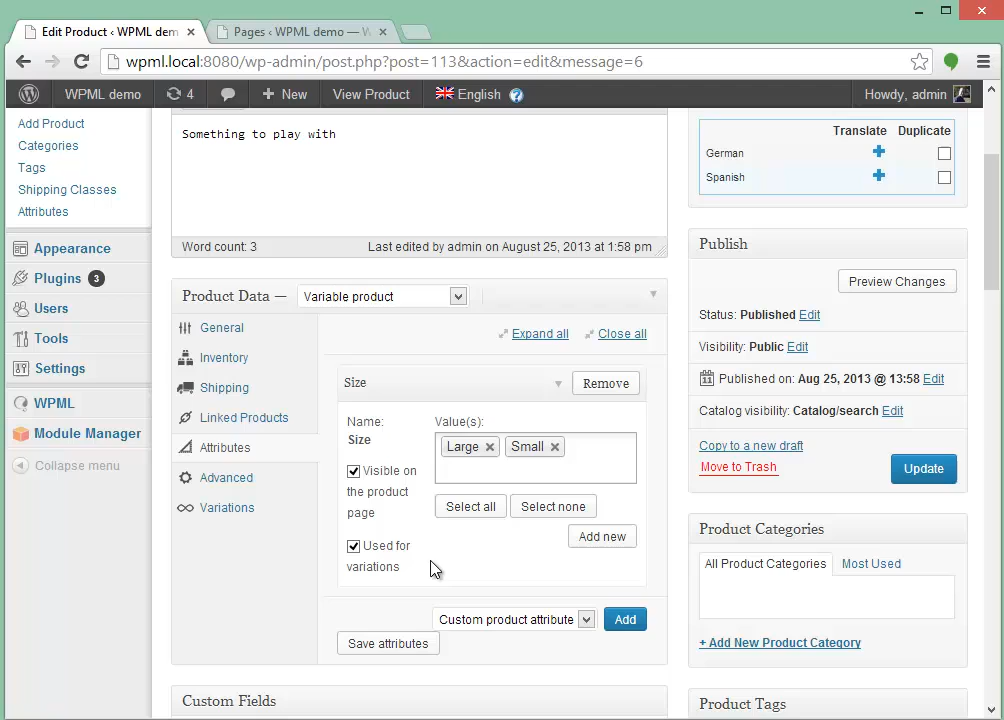 Edit Product ‹ WPML dem
Pages ‹ WPML demo — W
wpml.local:8080/wp-admin/post.php?post=113&action=edit&message=6
WPML demo
4
+ New
View Product
English
Howdy, admin
Add Product
Categories
Tags
Shipping Classes
Attributes
Appearance
Plugins 3
Users
Tools
Settings
WPML
Module Manager
Collapse menu
Something to play with
Word count: 3
Last edited by admin on August 25, 2013 at 1:58 pm
Product Data —
Variable product
General
Inventory
Shipping
Linked Products
Attributes
Advanced
Variations
Expand all
Close all
Size
Remove
Name:
Size
Value(s):
Large
Small
Visible on
the product
page
Select all
Select none
Add new
Used for
variations
Custom product attribute
Add
Save attributes
Custom Fields
Translate Duplicate
German
Spanish
Publish
Preview Changes
Status: Published Edit
Visibility: Public Edit
Published on: Aug 25, 2013 @ 13:58 Edit
Catalog visibility: Catalog/search Edit
Copy to a new draft
Move to Trash
Update
Product Categories
All Product Categories
Most Used
+ Add New Product Category
Product Tags